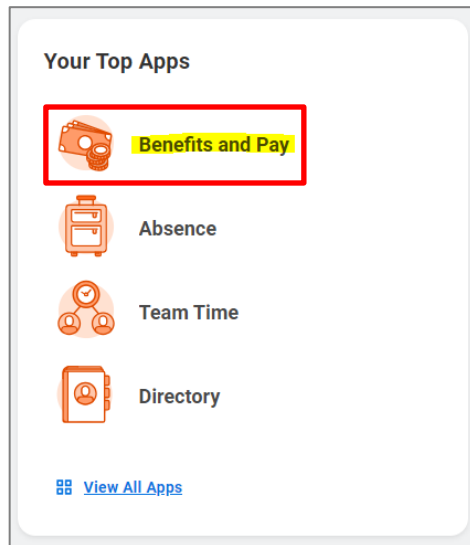 Your Top Apps
Benefits and Pay
Absence
Team Time
Directory
View All Apps